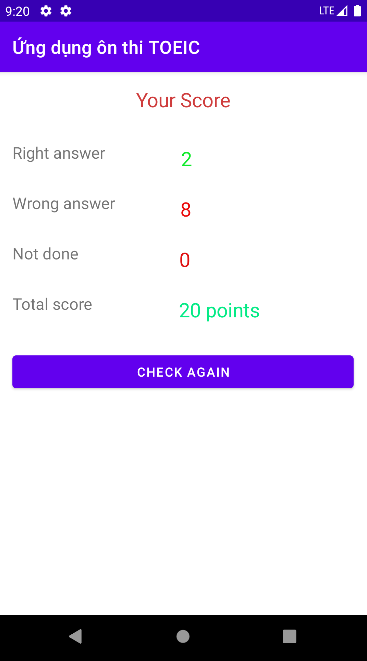 9:20 LTE
Ứng dụng ôn thi TOEIC
Your Score
Right answer 2
Wrong answer 8
Not done 0
Total score 20 points
CHECK AGAIN